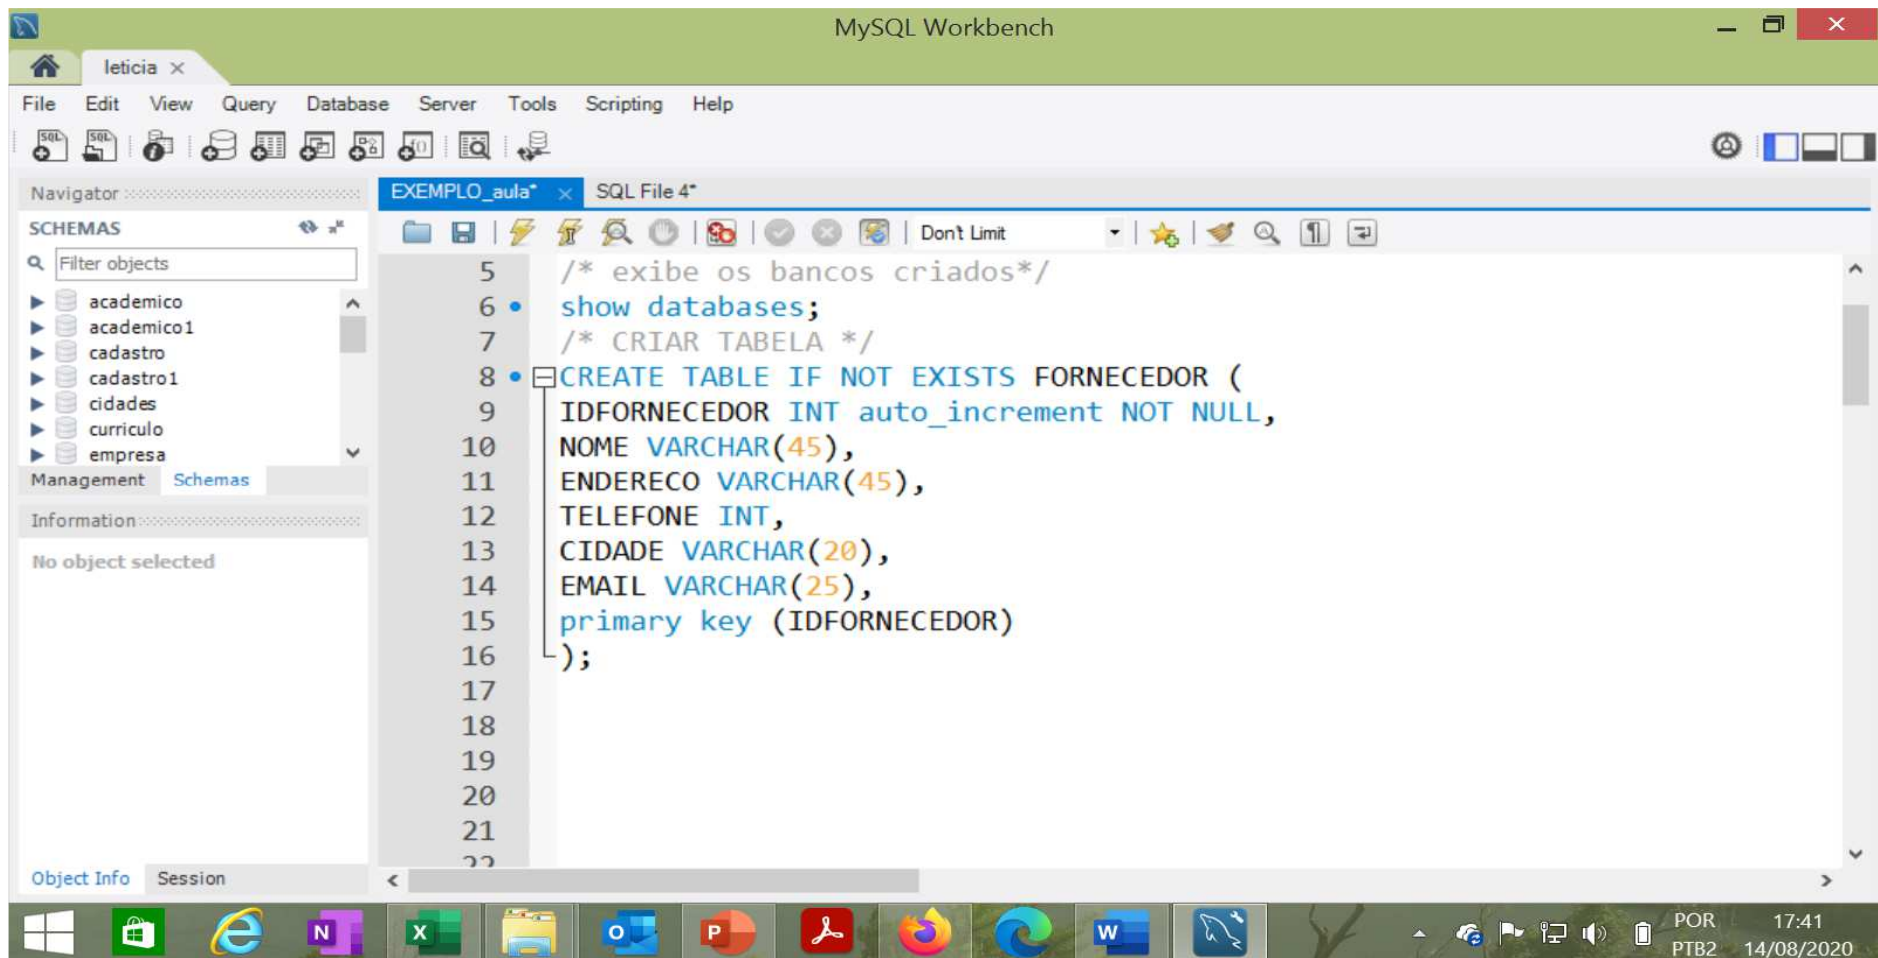 MySQL Workbench
leticia
File Edit View Query Database Server Tools Scripting Help
Navigator
SCHEMAS
Filter objects
academico
academico1
cadastro
cadastro1
cidades
curriculo
empresa
Management Schemas
Information
No object selected
Object Info Session
EXEMPLO_aula* SQL File 4*
Don't Limit
5 /* exibe os bancos criados*/
6 show databases;
7 /* CRIAR TABELA */
8 CREATE TABLE IF NOT EXISTS FORNECEDOR (
9 IDFORNECEDOR INT auto_increment NOT NULL,
10 NOME VARCHAR(45),
11 ENDERECO VARCHAR(45),
12 TELEFONE INT,
13 CIDADE VARCHAR(20),
14 EMAIL VARCHAR(25),
15 primary key (IDFORNECEDOR)
16 );
17
18
19
20
21
22
POR 17:41
PTB2 14/08/2020